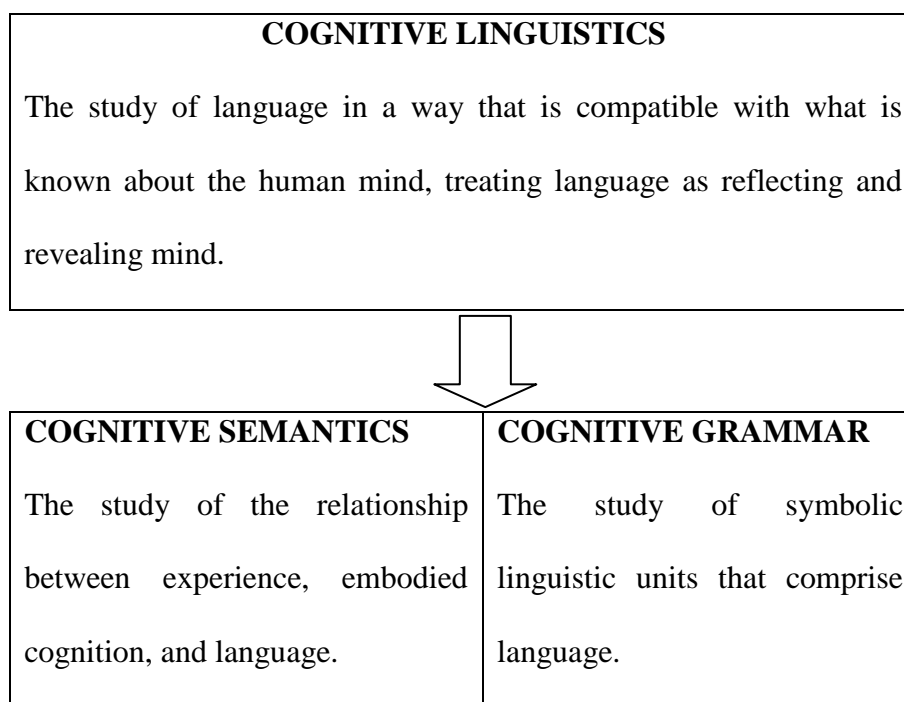 COGNITIVE LINGUISTICS
The study of language in a way that is compatible with what is
known about the human mind, treating language as reflecting and
revealing mind.
COGNITIVE SEMANTICS
The study of the relationship
between experience, embodied
cognition, and language.
COGNITIVE GRAMMAR
The study of symbolic
linguistic units that comprise
language.